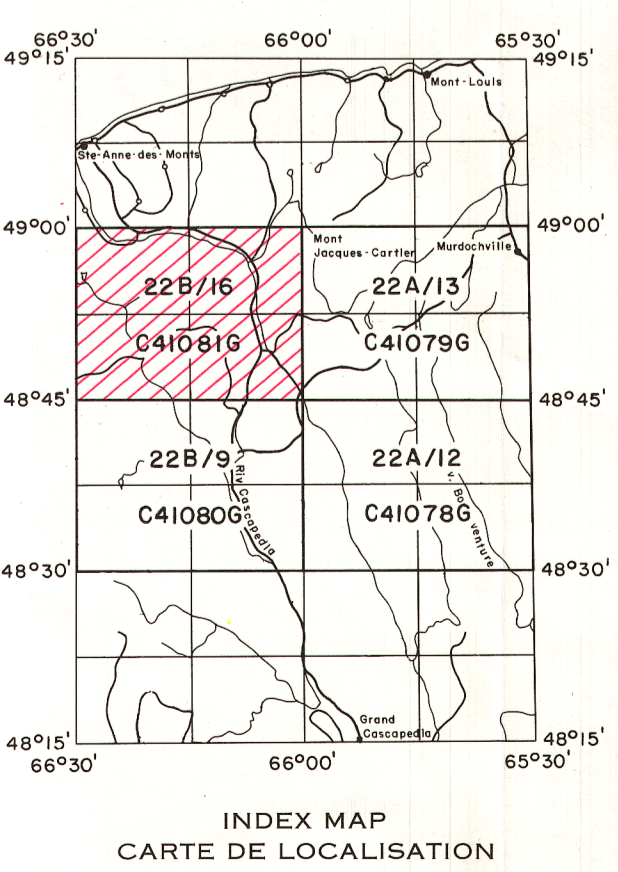 66°30' 66°00' 65°30'
49°15' 49°15'
Mont-Louis
Ste-Anne-des-Monts
49°00' 49°00'
Mont
Jacques-Cartier Murdochville
22B/16 22A/13
C41081G C41079G
48°45' 48°45'
22B/9 22A/12
Riv Cascapedia
C41080G C41078G
venture
48°30' 48°30'
Grand
Cascapedia
48°15' 48°15'
66°30' 66°00' 65°30'
INDEX MAP
CARTE DE LOCALISATION